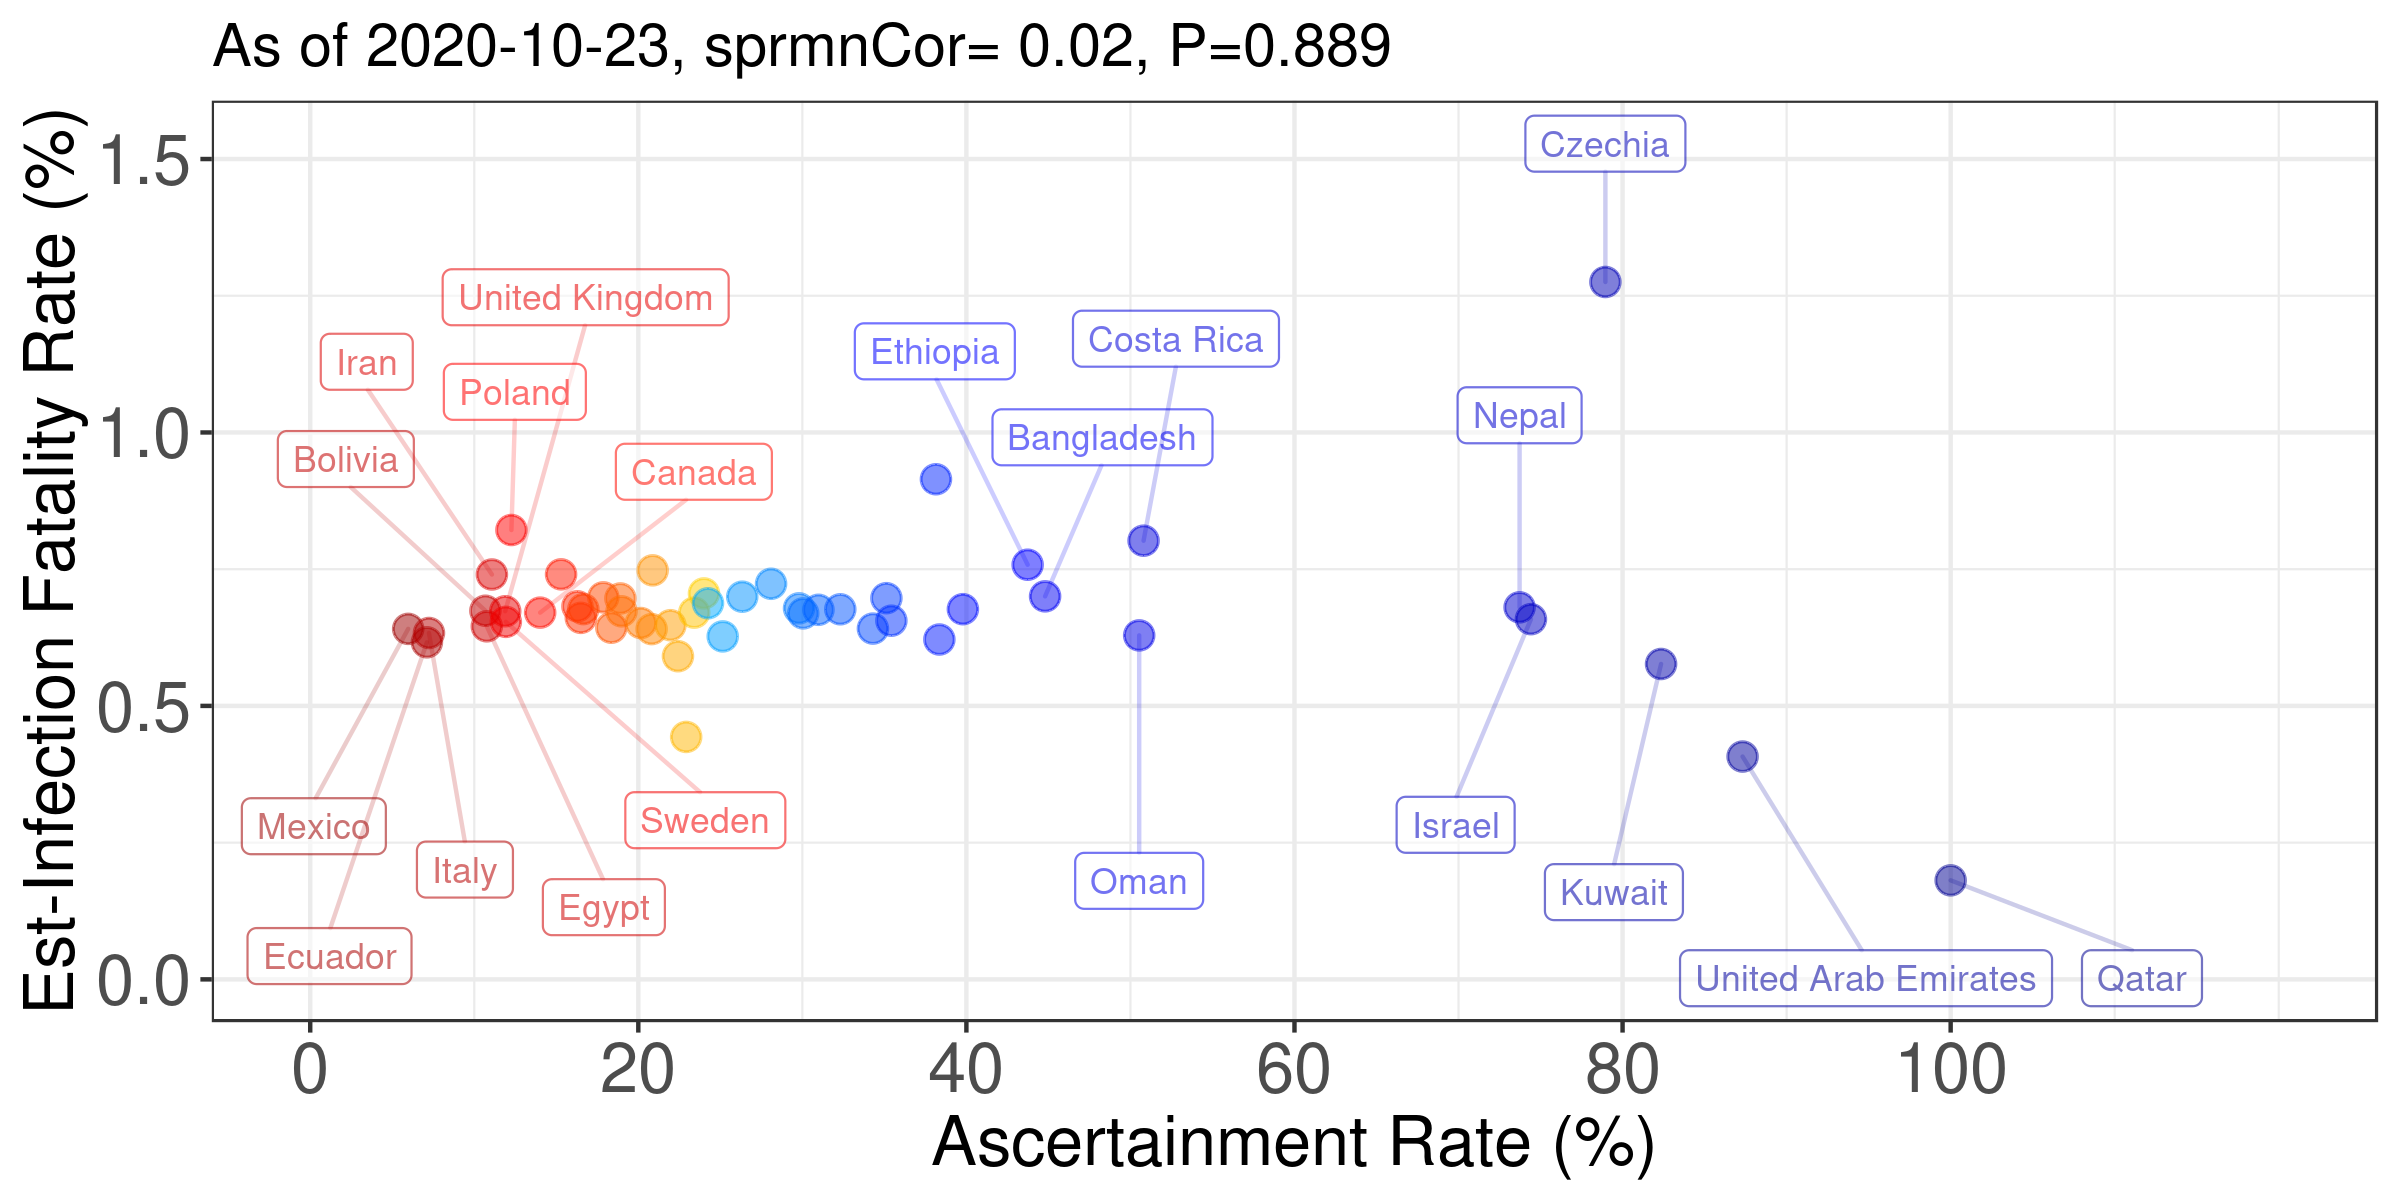 As of 2020-10-23, sprmnCor= 0.02, P=0.889
Est-Infection Fatality Rate (%)
1.5
1.0
0.5
0.0
Czechia
United Kingdom
Iran
Poland
Ethiopia
Costa Rica
Bolivia
Canada
Bangladesh
Nepal
Mexico
Italy
Sweden
Egypt
Ecuador
Oman
Israel
Kuwait
United Arab Emirates
Qatar
0 20 40 60 80 100
Ascertainment Rate (%)